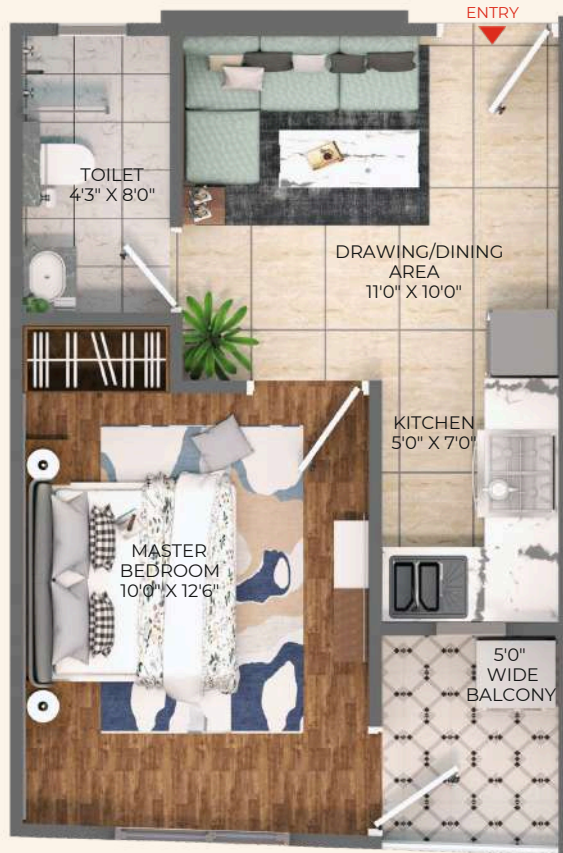 ENTRY
TOILET
4'3" X 8'0"
DRAWING/DINING
AREA
11'0" X 10'0"
KITCHEN
5'0" X 7'0"
MASTER
BEDROOM
10'0" X 12'6"
5'0"
WIDE
BALCONY